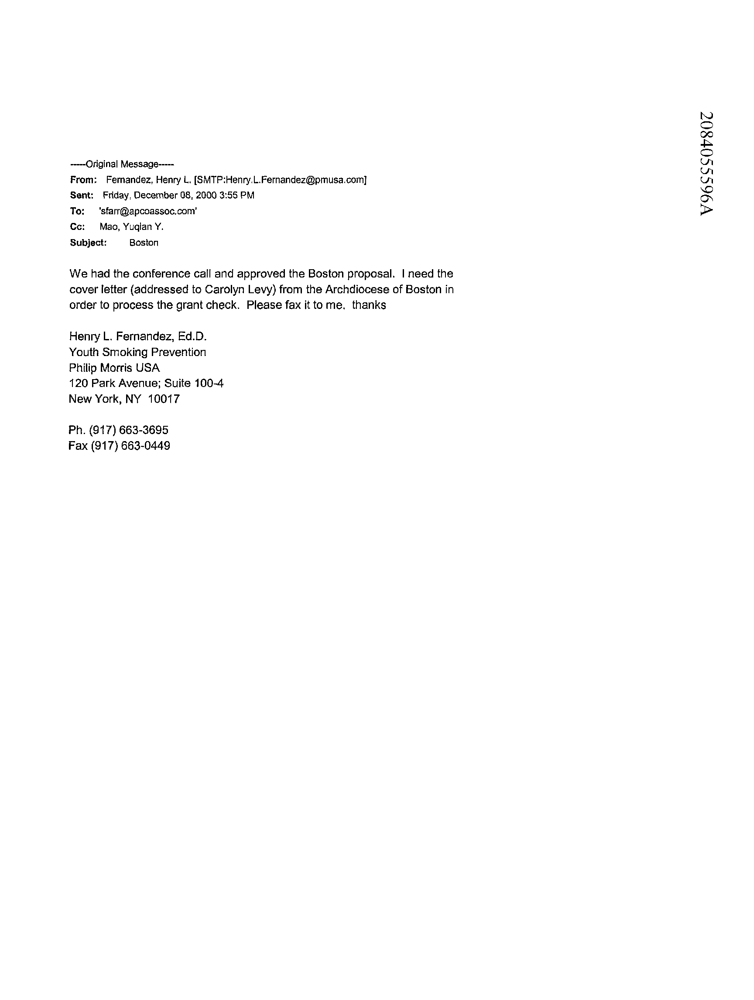 -----Original Message-----
From: Fernandez, Henry L. [SMTP:Henry.L.Fernandez@pmusa.com]
Sent: Friday, December 08, 2000 3:55 PM
To: 'sfarr@apcoassoc.com'
Cc: Mao, Yuqian Y.
Subject: Boston
We had the conference call and approved the Boston proposal. I need the
cover letter (addressed to Carolyn Levy) from the Archdiocese of Boston in
order to process the grant check. Please fax it to me. thanks
Henry L. Fernandez, Ed.D.
Youth Smoking Prevention
Philip Morris USA
120 Park Avenue; Suite 100-4
New York, NY 10017
Ph. (917) 663-3695
Fax (917) 663-0449
2084055596A